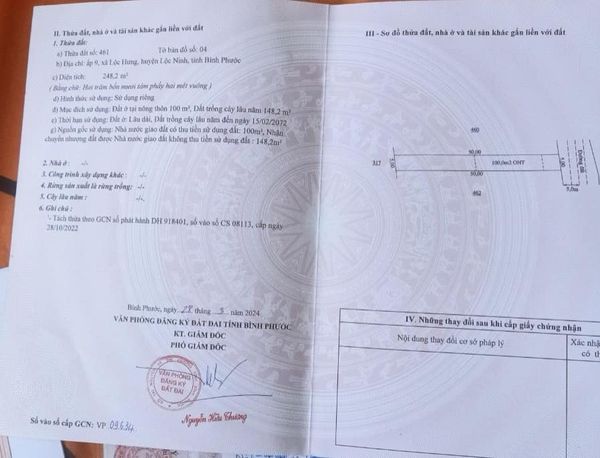 II. Thửa đất, nhà ở và tài sản khác gắn liền với đất
1. Thửa đất:
a) Thửa đất số: 461 Tờ bản đồ số: 04
b) Địa chỉ: ấp 9, xã Lộc Hưng, huyện Lộc Ninh, tỉnh Bình Phước
c) Diện tích: 248,2 m²
( Bằng chữ: Hai trăm bốn mươi tám phẩy hai mét vuông)
d) Hình thức sử dụng: Sử dụng riêng
đ) Mục đích sử dụng: Đất ở tại nông thôn 100 m², Đất trồng cây lâu năm 148,2 m²
e) Thời hạn sử dụng: Đất ở: Lâu dài, Đất trồng cây lâu năm đến ngày 15/02/2072
g) Nguồn gốc sử dụng: Nhà nước giao đất có thu tiền sử dụng đất: 100m², Nhận
chuyển nhượng đất được Nhà nước giao đất không thu tiền sử dụng đất : 148,2m²
2. Nhà ở : -/-
3. Công trình xây dựng khác : -/-
4. Rừng sản xuất là rừng trồng: -/-
5. Cây lâu năm : -/-
6. Ghi chú :
'- Tách thửa theo GCN số phát hành DH 918401, số vào sổ CS 08113, cấp ngày
28/10/2022
Bình Phước, ngày 28 tháng 3 năm 2024
VĂN PHÒNG ĐĂNG KÝ ĐẤT ĐAI TỈNH BÌNH PHƯỚC
KT. GIÁM ĐỐC
PHÓ GIÁM ĐỐC
VĂN PHÒNG
ĐĂNG KÝ
ĐẤT ĐAI
Nguyễn Hữu Thương
Số vào sổ cấp GCN: VP 09634
III - Sơ đồ thửa đất, nhà ở và tài sản khác gắn liền với đất
460
317
5,00
50,00
100,0m2 ONT
50,00
5,00
Đường đất
5,0m
462
IV. Những thay đổi sau khi cấp giấy chứng nhận
Nội dung thay đổi cơ sở pháp lý
Xác nhậ
có th